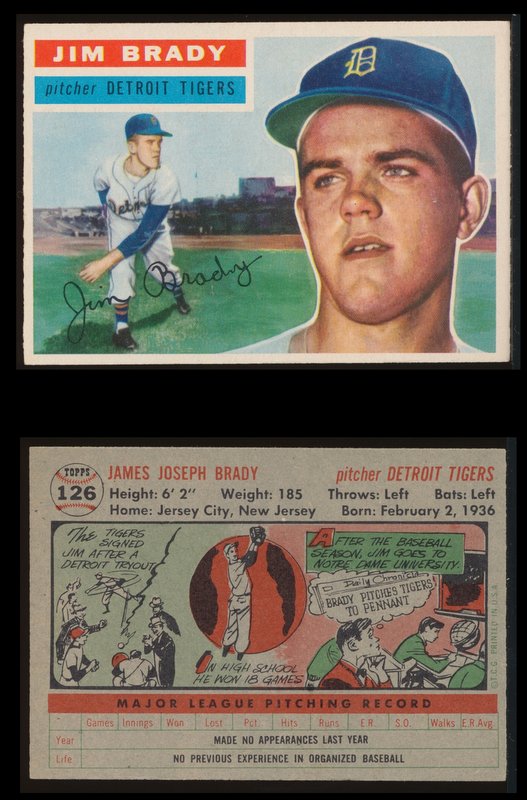 JIM BRADY
pitcher DETROIT TIGERS
D
Detroit
Jim Brady
TOPPS
126
JAMES JOSEPH BRADY pitcher DETROIT TIGERS
Height: 6' 2" Weight: 185 Throws: Left Bats: Left
Home: Jersey City, New Jersey Born: February 2, 1936
The TIGERS
SIGNED
JIM AFTER A
DETROIT TRYOUT
IN HIGH SCHOOL
HE WON 18 GAMES
AFTER THE BASEBALL
SEASON, JIM GOES TO
NOTRE DAME UNIVERSITY.
Daily Chronicle
BRADY PITCHES TIGERS
TO PENNANT
©T.C.G. PRINTED IN U.S.A.
MAJOR LEAGUE PITCHING RECORD
Games Innings Won Lost Pct. Hits Runs E.R. S.O. Walks E.R.Avg.
Year MADE NO APPEARANCES LAST YEAR
Life NO PREVIOUS EXPERIENCE IN ORGANIZED BASEBALL